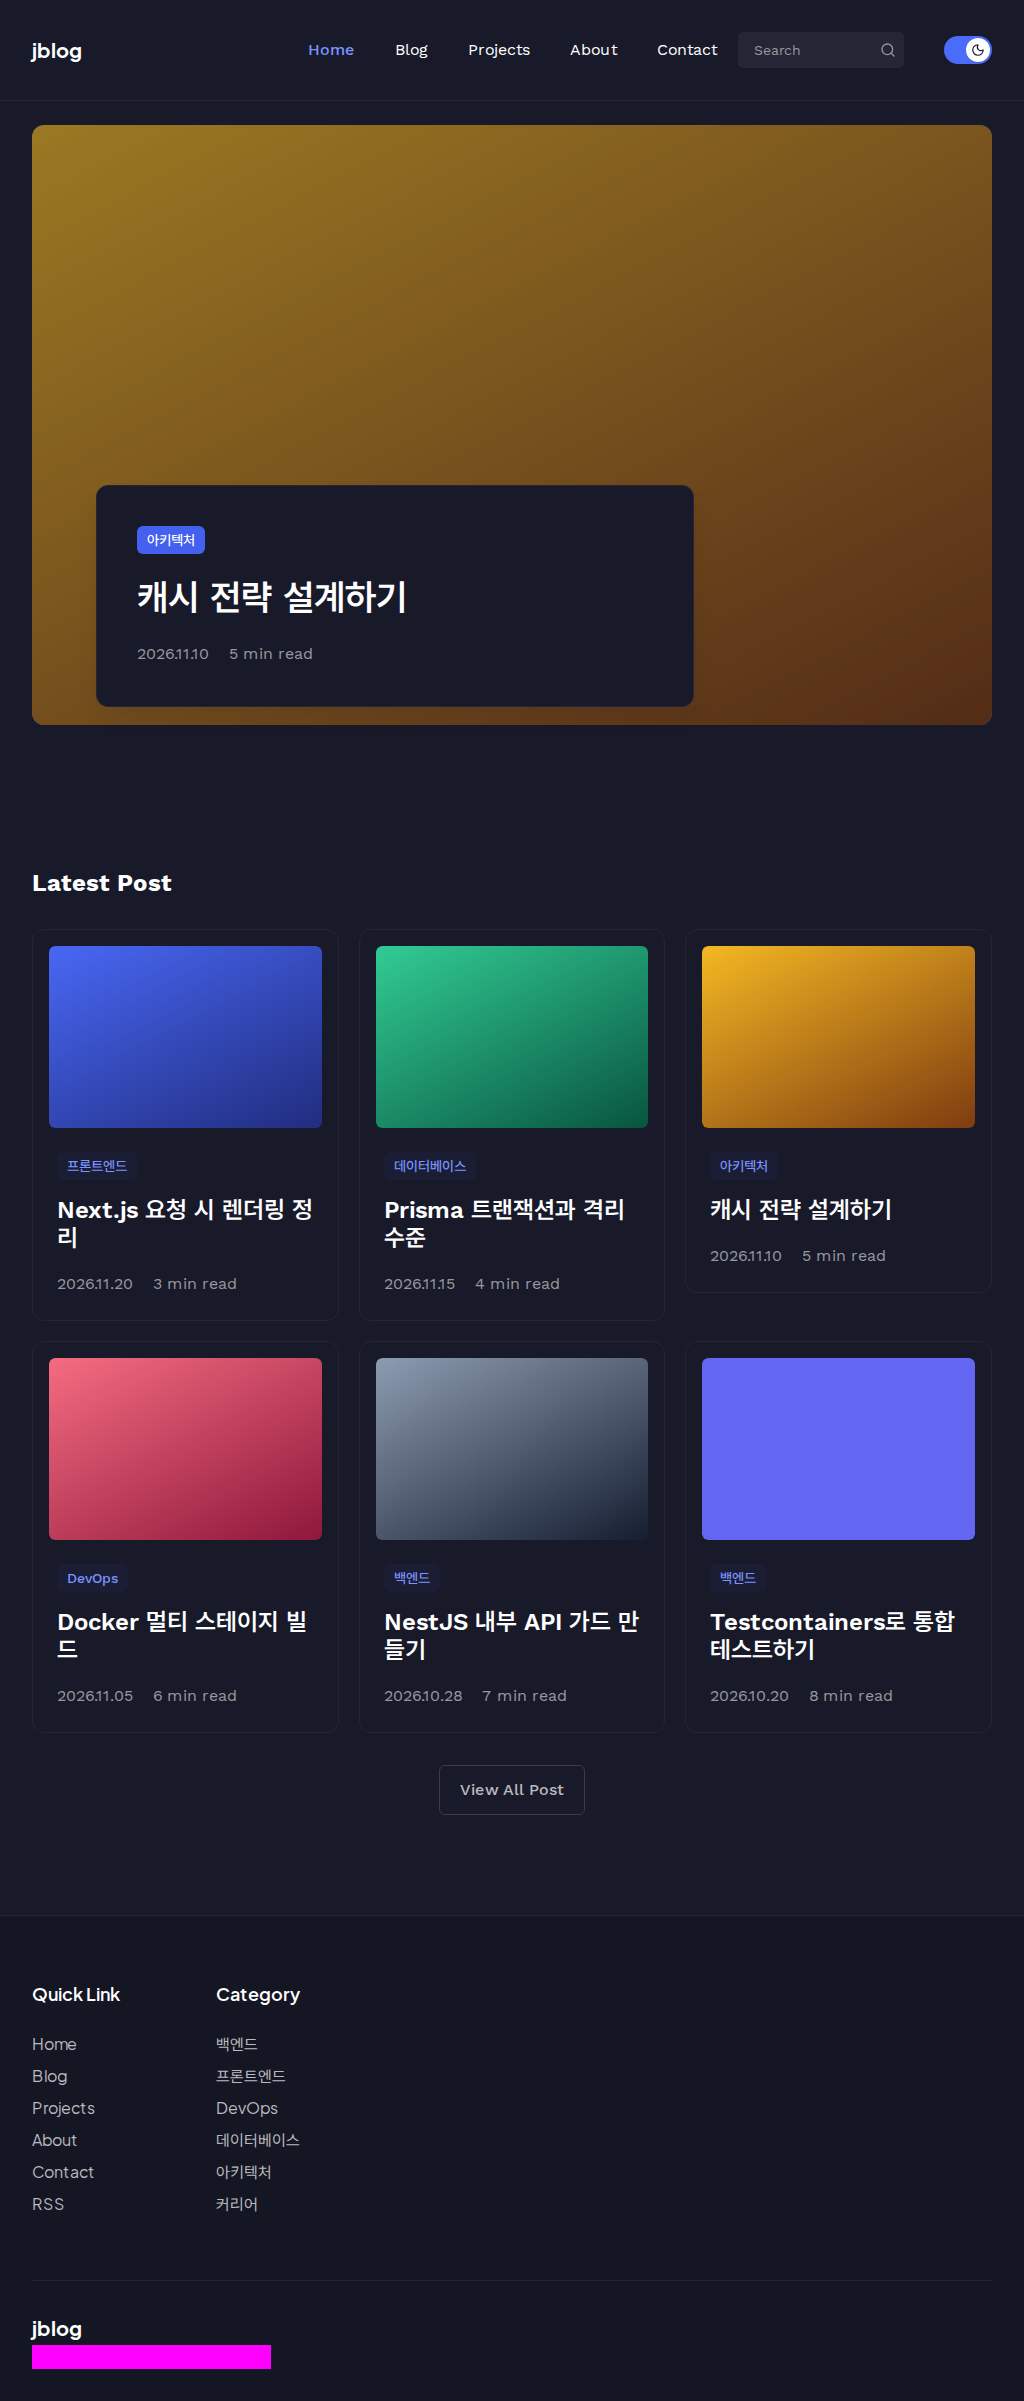 jblog
Home Blog Projects About Contact Search
아키텍처
캐시 전략 설계하기
2026.11.10 5 min read
Latest Post
프론트엔드
Next.js 요청 시 렌더링 정
리
2026.11.20 3 min read
데이터베이스
Prisma 트랜잭션과 격리
수준
2026.11.15 4 min read
아키텍처
캐시 전략 설계하기
2026.11.10 5 min read
DevOps
Docker 멀티 스테이지 빌
드
2026.11.05 6 min read
백엔드
NestJS 내부 API 가드 만
들기
2026.10.28 7 min read
백엔드
Testcontainers로 통합
테스트하기
2026.10.20 8 min read
View All Post
Quick Link
Home
Blog
Projects
About
Contact
RSS
Category
백엔드
프론트엔드
DevOps
데이터베이스
아키텍처
커리어
jblog